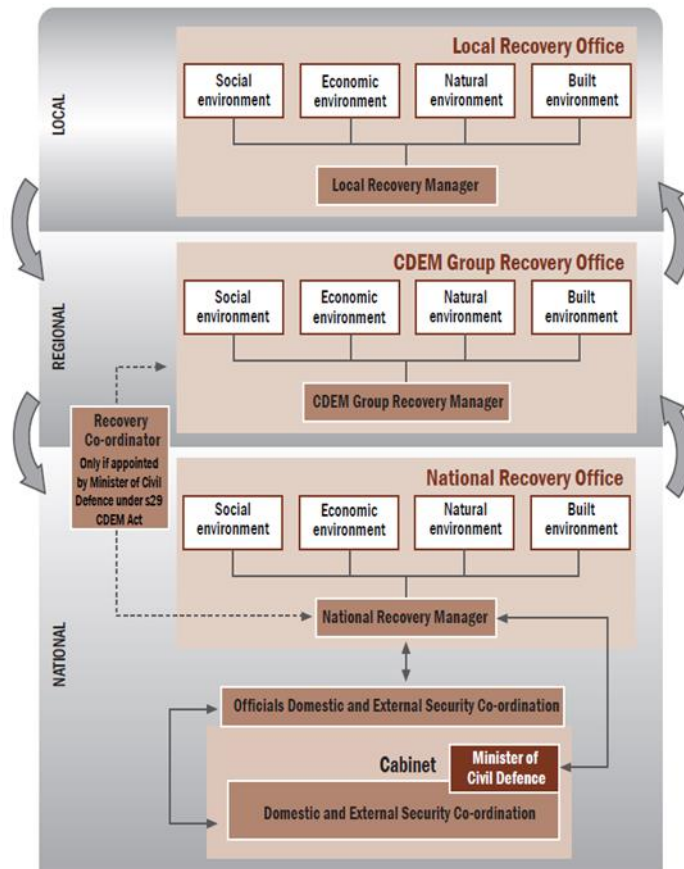 LOCAL
Local Recovery Office
Social
environment
Economic
environment
Natural
environment
Built
environment
Local Recovery Manager
REGIONAL
CDEM Group Recovery Office
Social
environment
Economic
environment
Natural
environment
Built
environment
CDEM Group Recovery Manager
Recovery
Co-ordinator
Only if appointed
by Minister of Civil
Defence under s29
CDEM Act
NATIONAL
National Recovery Office
Social
environment
Economic
environment
Natural
environment
Built
environment
National Recovery Manager
Officials Domestic and External Security Co-ordination
Cabinet
Minister of
Civil Defence
Domestic and External Security Co-ordination